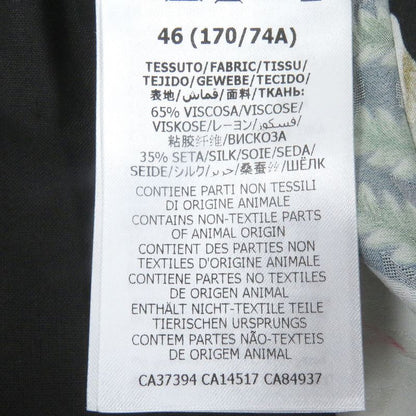 46 (170/74A)
TESSUTO/FABRIC/TISSU/
TEJIDO/GEWEBE/TECIDO/
表地/قماش/面料/ТКАНЬ:
65% VISCOSA/VISCOSE/
VISKOSE/レーヨン/فسكوز/
粘胶纤维/ВИСКОЗА
35% SETA/SILK/SOIE/SEDA/
SEIDE/シルク/حرير/桑蚕丝/ШЁЛК
CONTIENE PARTI NON TESSILI
DI ORIGINE ANIMALE
CONTAINS NON-TEXTILE PARTS
OF ANIMAL ORIGIN
CONTIENT DES PARTIES NON
TEXTILES D'ORIGINE ANIMALE
CONTIENE PARTES NO TEXTILES
DE ORIGEN ANIMAL
ENTHÄLT NICHT-TEXTILE TEILE
TIERISCHEN URSPRUNGS
CONTEM PARTES NÃO-TEXTEIS
DE ORIGEM ANIMAL
CA37394 CA14517 CA84937